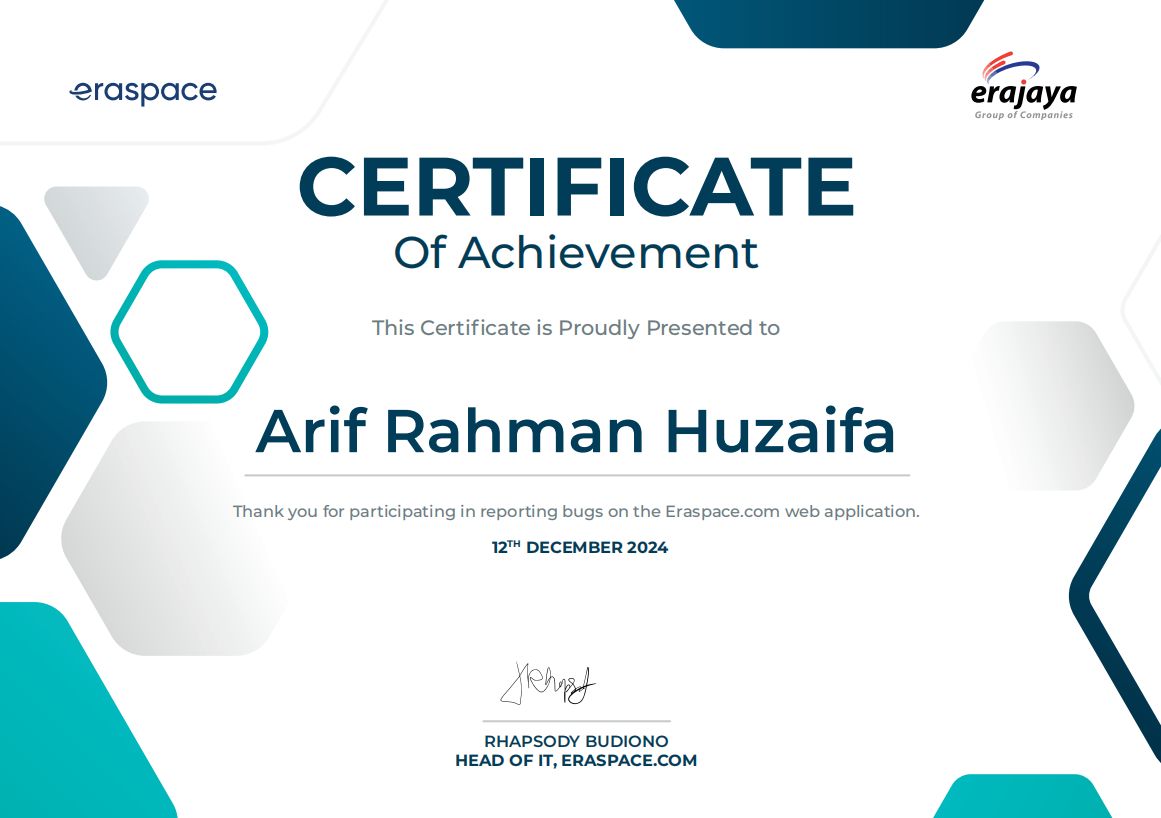 eraspace
erajaya
Group of Companies
CERTIFICATE
Of Achievement
This Certificate is Proudly Presented to
Arif Rahman Huzaifa
Thank you for participating in reporting bugs on the Eraspace.com web application.
12TH DECEMBER 2024
RHAPSODY BUDIONO
HEAD OF IT, ERASPACE.COM